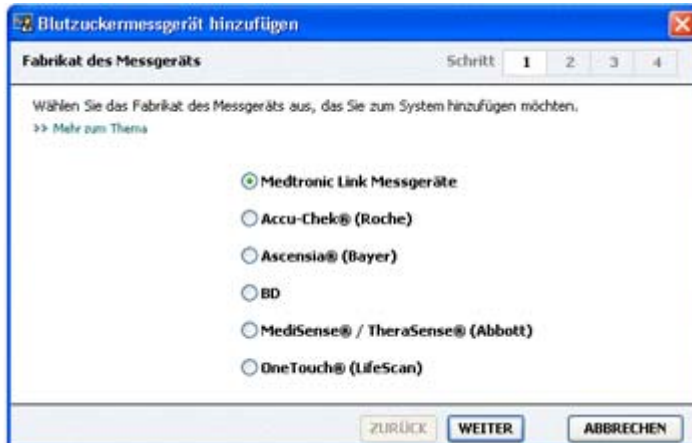 Blutzuckermessgerät hinzufügen
Fabrikat des Messgeräts Schritt 1 2 3 4
Wählen Sie das Fabrikat des Messgeräts aus, das Sie zum System hinzufügen möchten.
>> Mehr zum Thema
Medtronic Link Messgeräte
Accu-Chek® (Roche)
Ascensia® (Bayer)
BD
MediSense® / TheraSense® (Abbott)
OneTouch® (LifeScan)
ZURÜCK WEITER ABBRECHEN